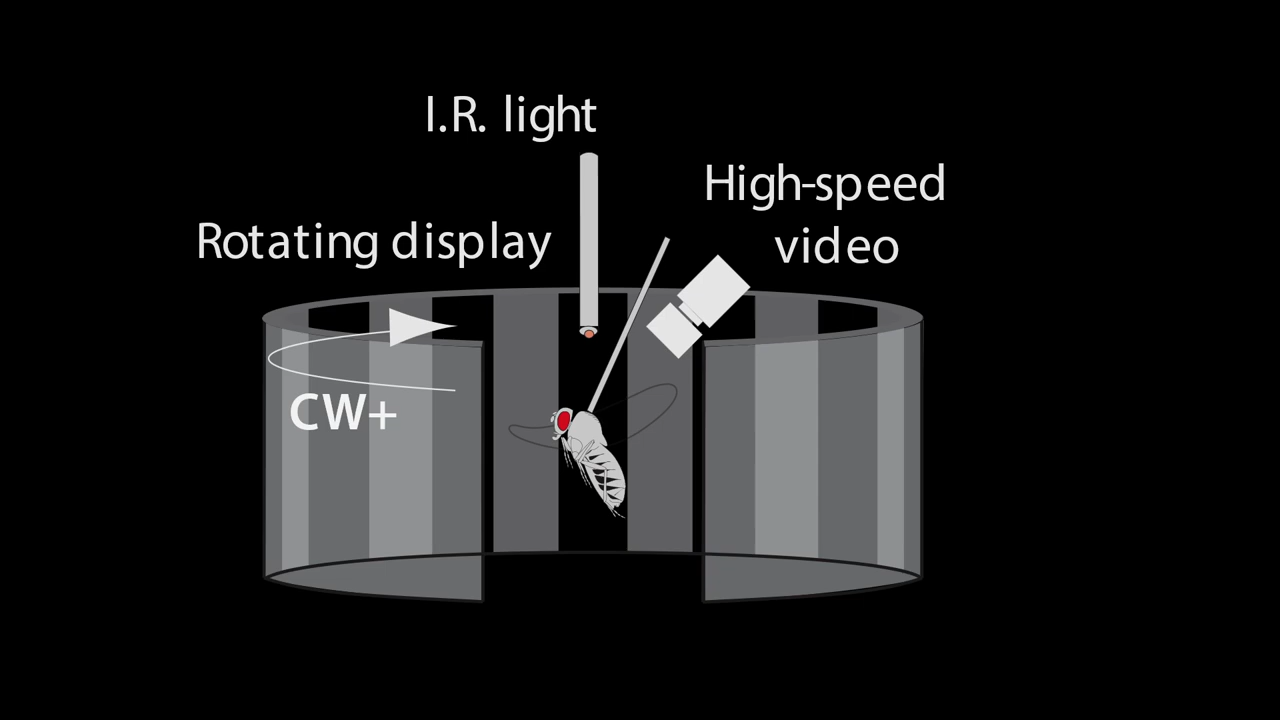 I.R. light
High-speed
video
Rotating display
CW+